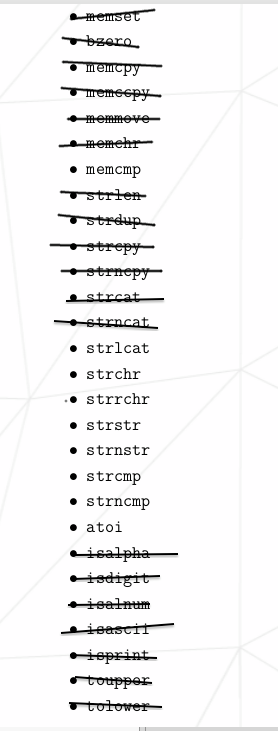 memset
bzero
memcpy
memccpy
memmove
memchr
memcmp
strlen
strdup
strcpy
strncpy
strcat
strncat
strlcat
strchr
strrchr
strstr
strnstr
strcmp
strncmp
atoi
isalpha
isdigit
isalnum
isascii
isprint
toupper
tolower